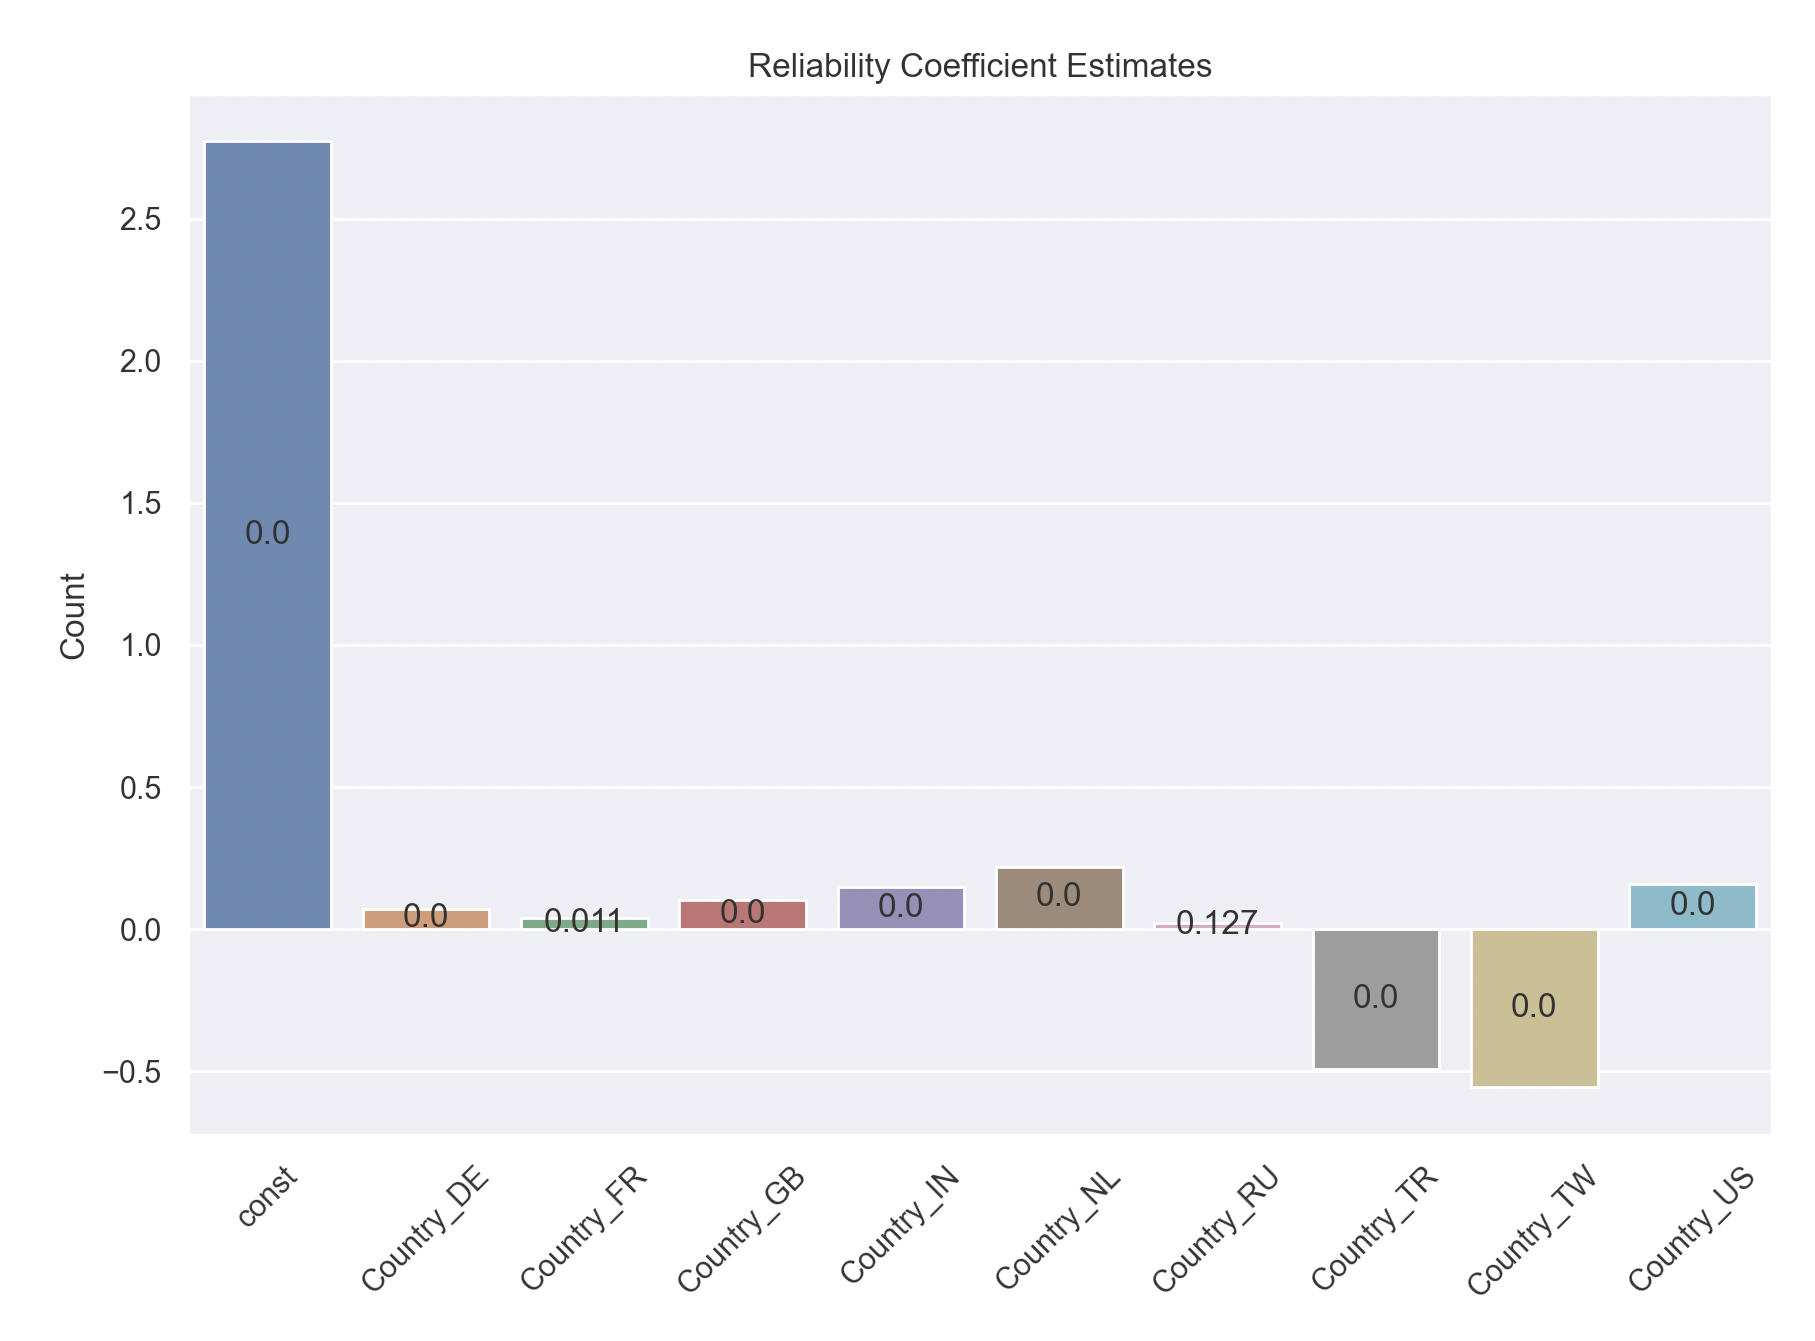 Reliability Coefficient Estimates
Count
2.5
2.0
1.5
1.0
0.5
0.0
−0.5
0.0
0.0
0.011
0.0
0.0
0.0
0.127
0.0
0.0
0.0
const
Country_DE
Country_FR
Country_GB
Country_IN
Country_NL
Country_RU
Country_TR
Country_TW
Country_US